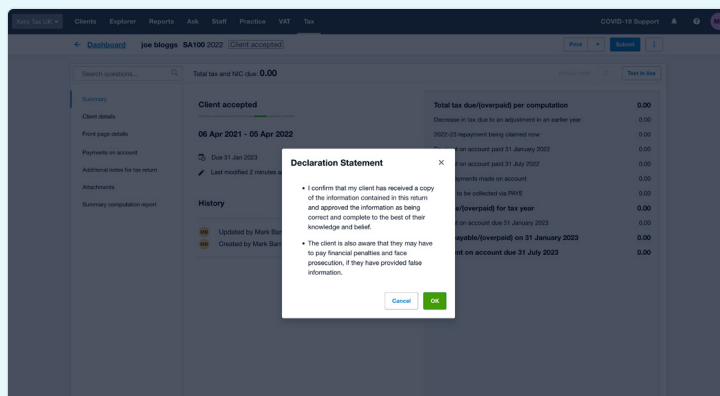 Xero Tax UK Clients Explorer Reports Ask Staff Practice VAT Tax COVID-19 Support
← Dashboard joe bloggs SA100 2022 Client accepted Print Submit
Search questions... Total tax and NIC due: 0.00 Test in live
Summary
Client details
Front page details
Payments on account
Additional notes for tax return
Attachments
Summary computation report
Client accepted
06 Apr 2021 - 05 Apr 2022
Due 31 Jan 2023
Last modified 2 minutes a
History
MB Updated by Mark Bar
MB Created by Mark Barr
Total tax due/(overpaid) per computation 0.00
Decrease in tax due to an adjustment in an earlier year 0.00
2022-23 repayment being claimed now 0.00
nt on account paid 31 January 2022 0.00
nt on account paid 31 July 2022 0.00
ayments made on account 0.00
to be collected via PAYE 0.00
e/(overpaid) for tax year 0.00
nt on account due 31 January 2023 0.00
ayable/(overpaid) on 31 January 2023 0.00
ent on account due 31 July 2023 0.00
Declaration Statement ×
• I confirm that my client has received a copy
of the information contained in this return
and approved the information as being
correct and complete to the best of their
knowledge and belief.
• The client is also aware that they may have
to pay financial penalties and face
prosecution, if they have provided false
information.
Cancel OK